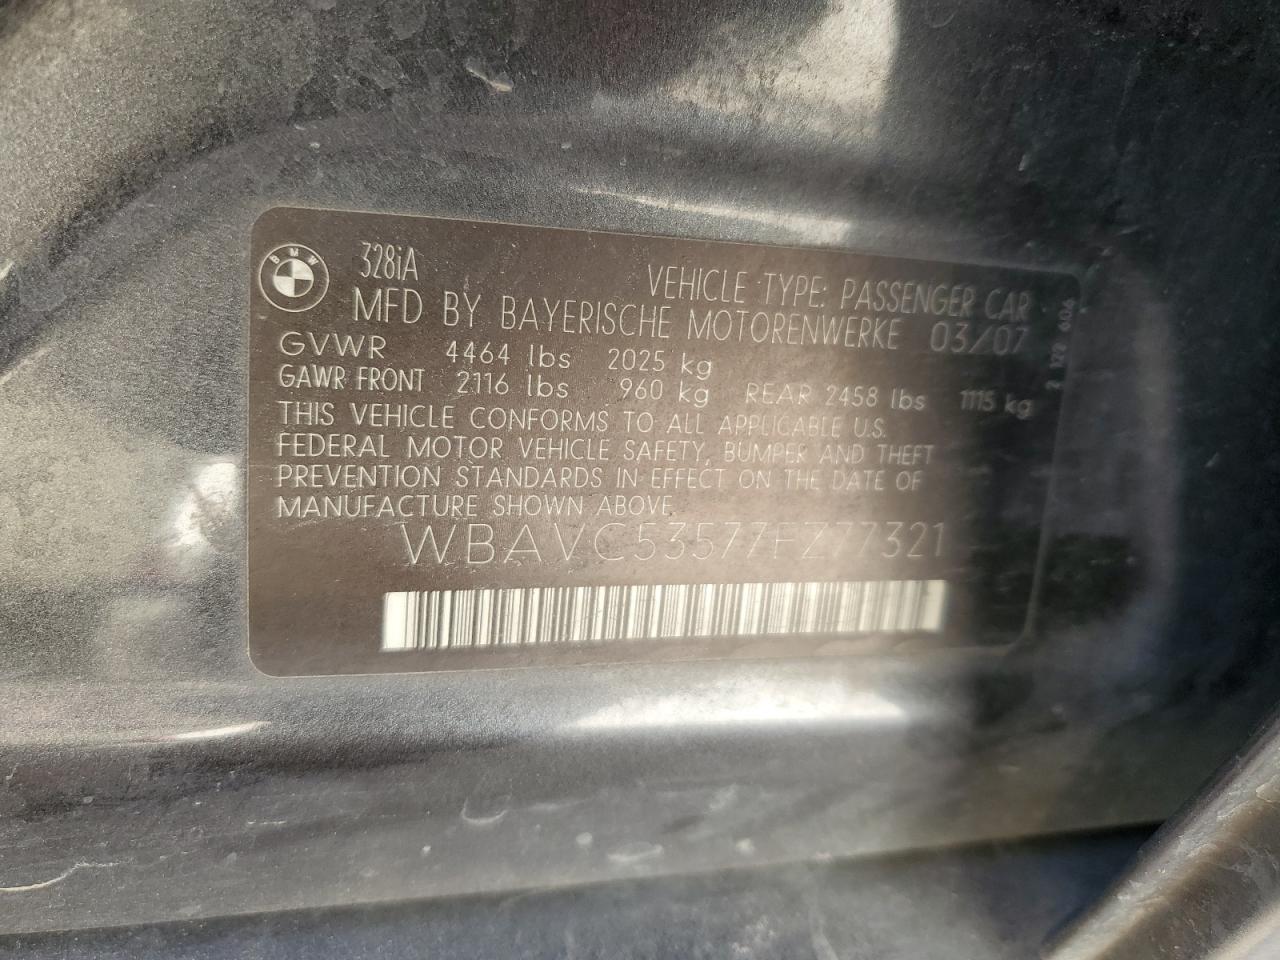 BMW
328iA
VEHICLE TYPE: PASSENGER CAR
MFD BY BAYERISCHE MOTORENWERKE 03/07
GVWR 4464 lbs 2025 kg
GAWR FRONT 2116 lbs 960 kg REAR 2458 lbs 1115 kg
THIS VEHICLE CONFORMS TO ALL APPLICABLE U.S.
FEDERAL MOTOR VEHICLE SAFETY, BUMPER AND THEFT
PREVENTION STANDARDS IN EFFECT ON THE DATE OF
MANUFACTURE SHOWN ABOVE.
WBAVC53577FZ77321